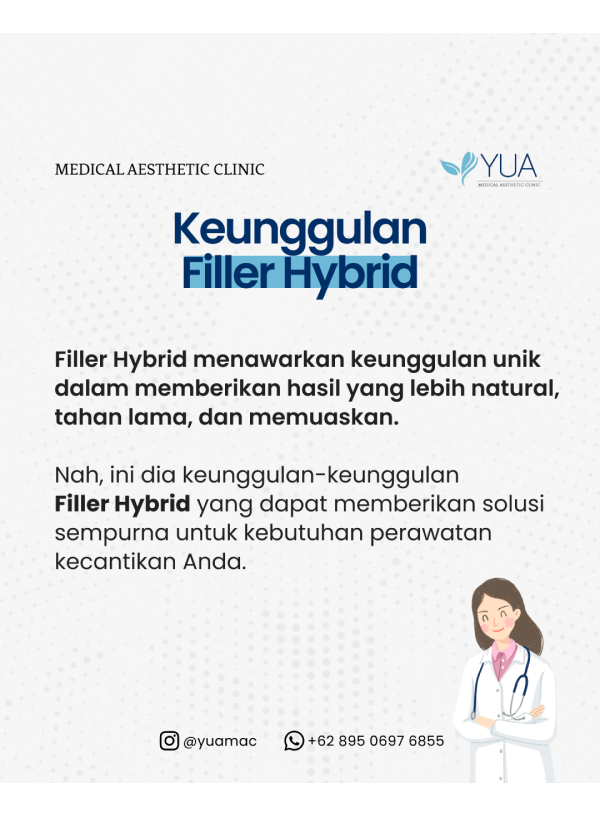 MEDICAL AESTHETIC CLINIC
YUA
MEDICAL AESTHETIC CLINIC
Keunggulan
Filler Hybrid
Filler Hybrid menawarkan keunggulan unik
dalam memberikan hasil yang lebih natural,
tahan lama, dan memuaskan.
Nah, ini dia keunggulan-keunggulan
Filler Hybrid yang dapat memberikan solusi
sempurna untuk kebutuhan perawatan
kecantikan Anda.
@yuamac +62 895 0697 6855